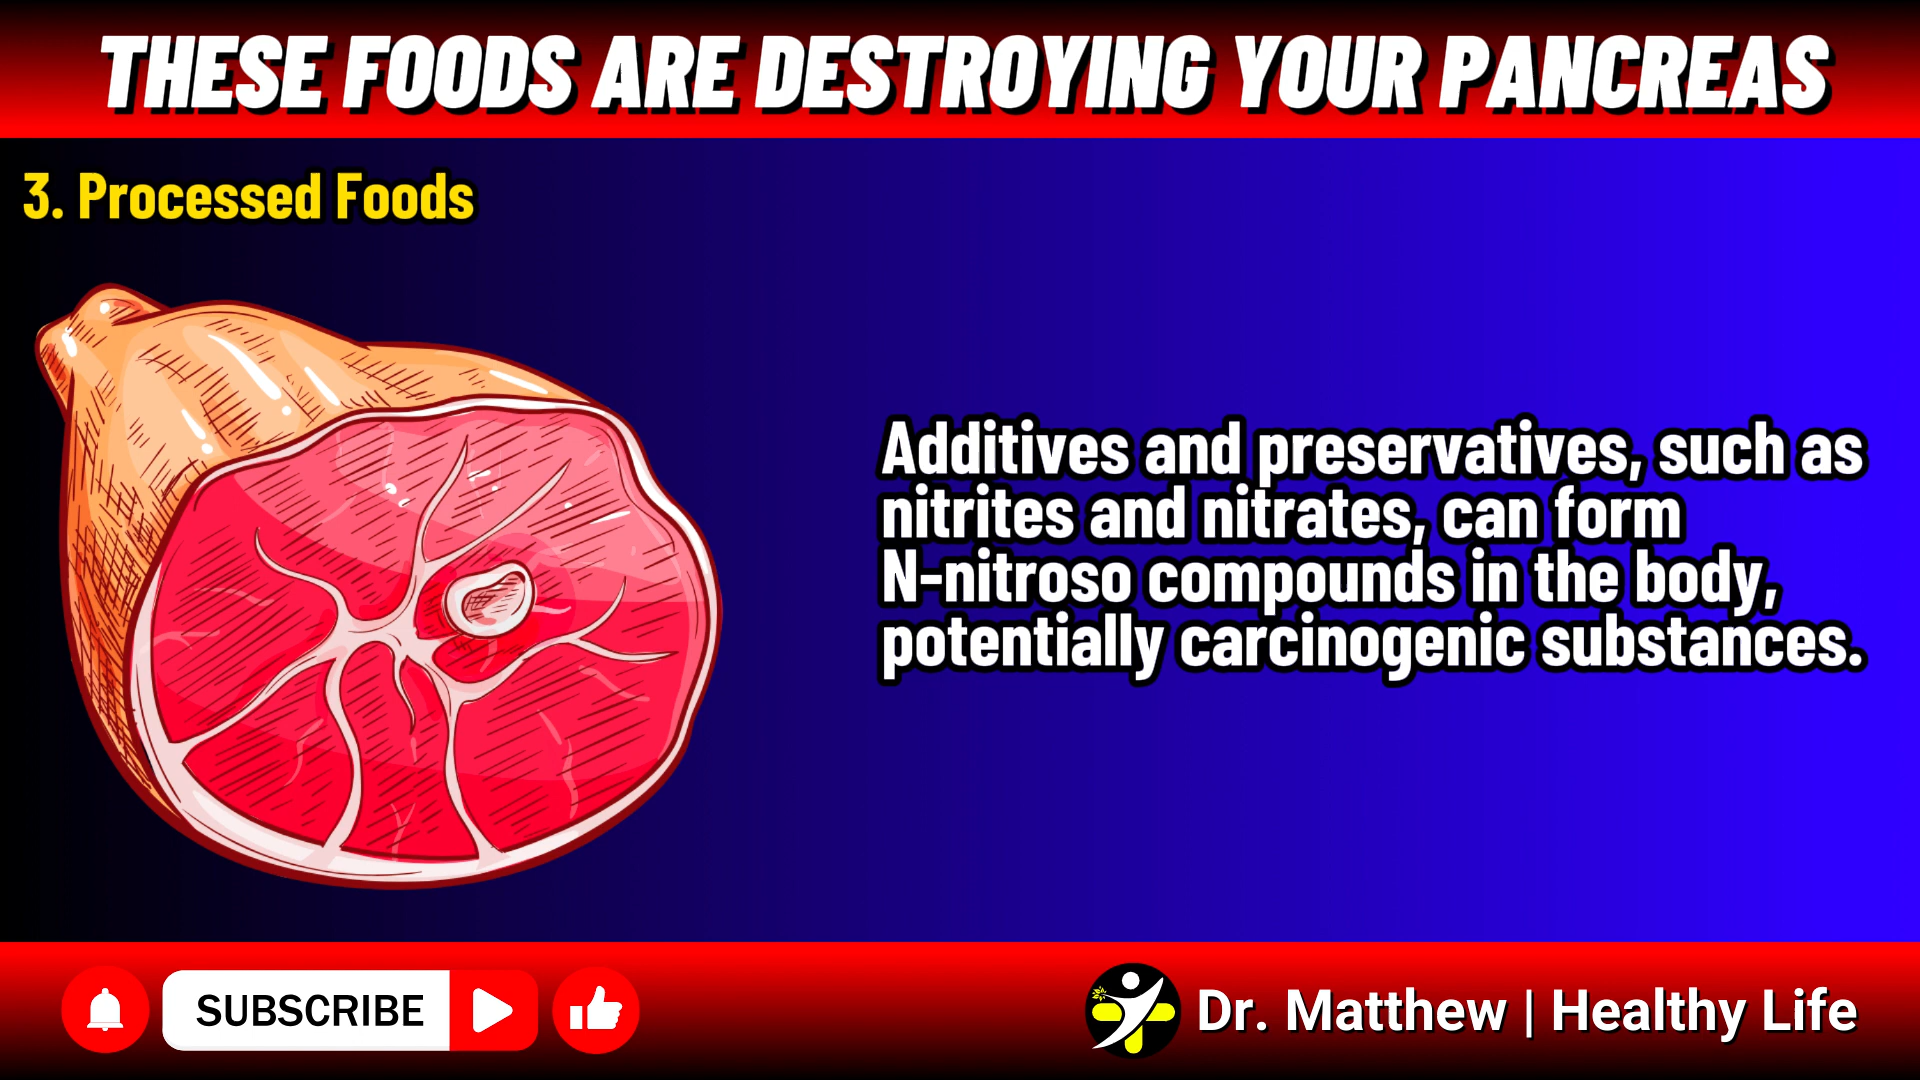 THESE FOODS ARE DESTROYING YOUR PANCREAS
3. Processed Foods
Additives and preservatives, such as
nitrites and nitrates, can form
N-nitroso compounds in the body,
potentially carcinogenic substances.
SUBSCRIBE
Dr. Matthew | Healthy Life